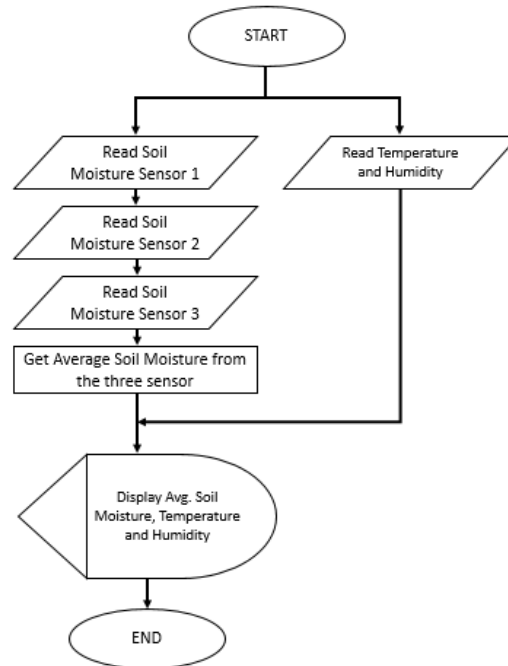 START
Read Soil
Moisture Sensor 1
Read Temperature
and Humidity
Read Soil
Moisture Sensor 2
Read Soil
Moisture Sensor 3
Get Average Soil Moisture from
the three sensor
Display Avg. Soil
Moisture, Temperature
and Humidity
END